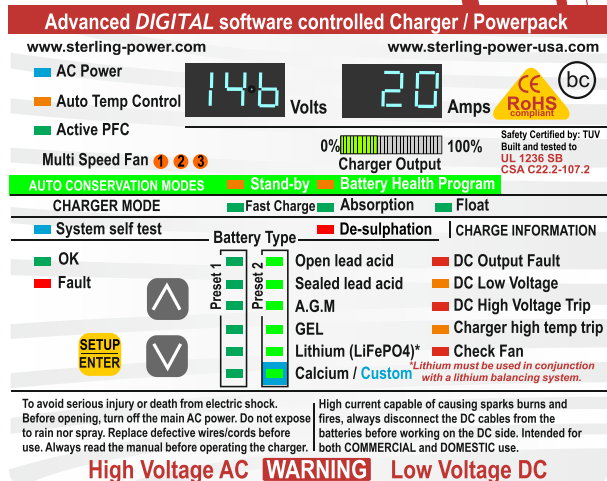 Advanced DIGITAL software controlled Charger / Powerpack
www.sterling-power.com
www.sterling-power-usa.com
AC Power
Auto Temp Control
Active PFC
Multi Speed Fan 1 2 3
14.6 Volts
20 Amps
CE
RoHS
compliant
bc
0% 100%
Charger Output
Safety Certified by: TUV
Built and tested to
UL 1236 SB
CSA C22.2-107.2
AUTO CONSERVATION MODES Stand-by Battery Health Program
CHARGER MODE Fast Charge Absorption Float
System self test
Battery Type
De-sulphation
CHARGE INFORMATION
OK
Fault
SETUP
ENTER
Preset 1
Preset 2
Open lead acid
Sealed lead acid
A.G.M
GEL
Lithium (LiFePO4)*
Calcium / Custom
DC Output Fault
DC Low Voltage
DC High Voltage Trip
Charger high temp trip
Check Fan
*Lithium must be used in conjunction
with a lithium balancing system.
To avoid serious injury or death from electric shock.
Before opening, turn off the main AC power. Do not expose
to rain nor spray. Replace defective wires/cords before
use. Always read the manual before operating the charger.
High current capable of causing sparks burns and
fires, always disconnect the DC cables from the
batteries before working on the DC side. Intended for
both COMMERCIAL and DOMESTIC use.
High Voltage AC WARNING Low Voltage DC